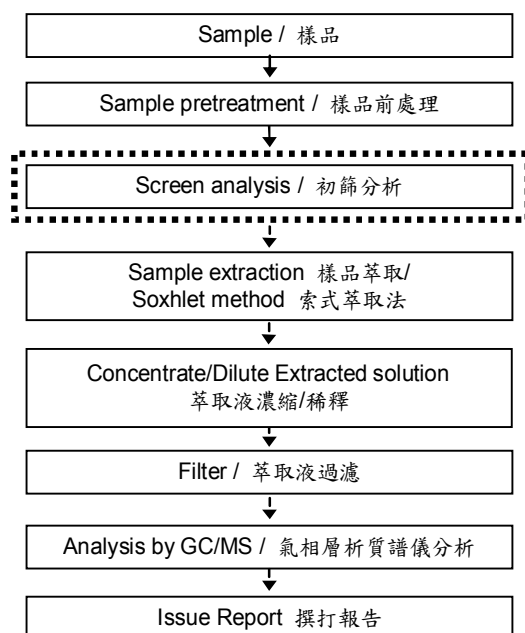 Sample / 樣品
Sample pretreatment / 樣品前處理
Screen analysis / 初篩分析
Sample extraction 樣品萃取/
Soxhlet method 索式萃取法
Concentrate/Dilute Extracted solution
萃取液濃縮/稀釋
Filter / 萃取液過濾
Analysis by GC/MS / 氣相層析質譜儀分析
Issue Report 撰打報告